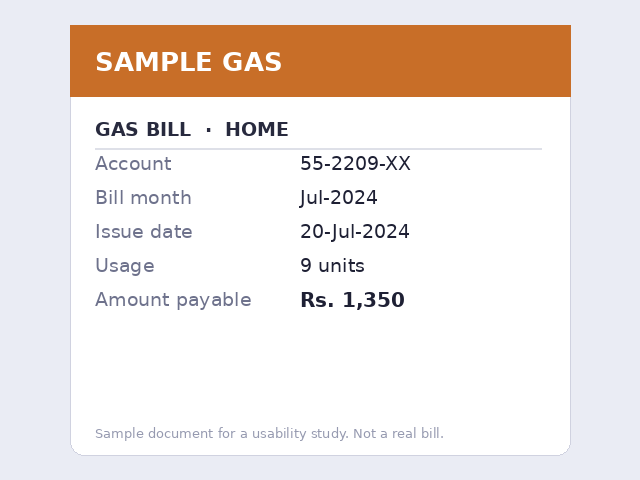 SAMPLE GAS
GAS BILL · HOME
Account 55-2209-XX
Bill month Jul-2024
Issue date 20-Jul-2024
Usage 9 units
Amount payable Rs. 1,350
Sample document for a usability study. Not a real bill.